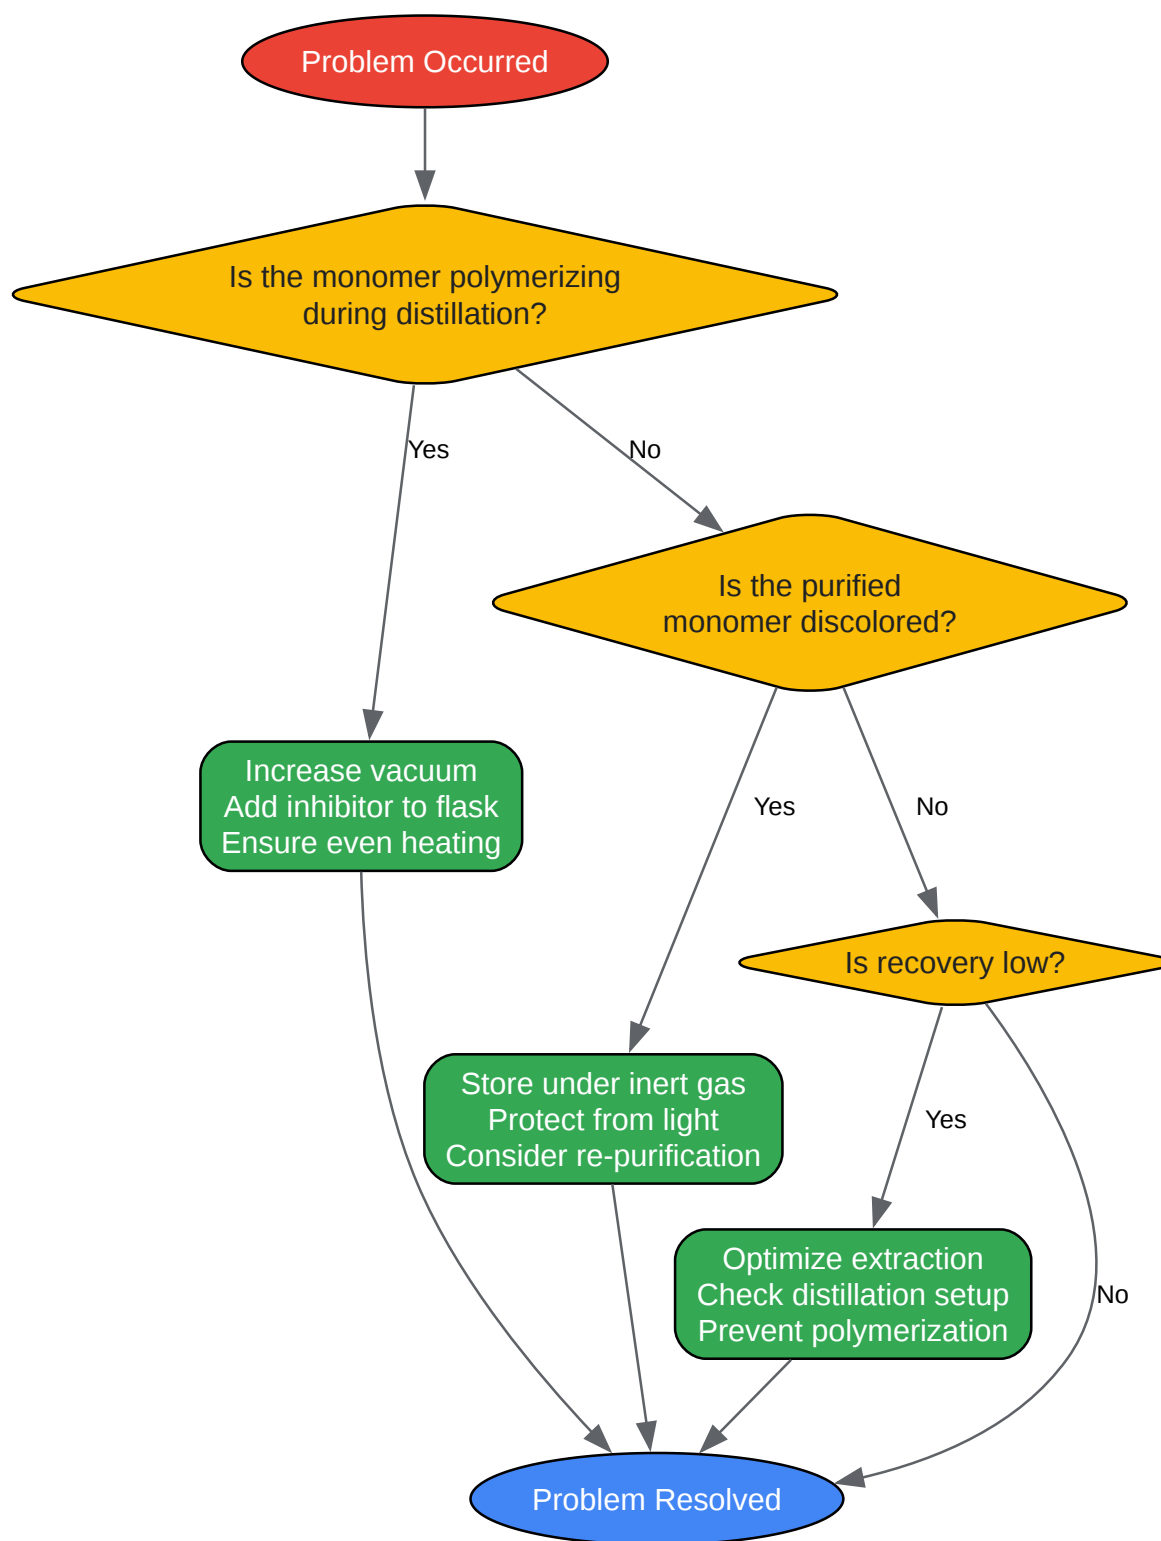 Problem Occurred
Is the monomer polymerizing
during distillation?
Yes
No
Is the purified
monomer discolored?
Increase vacuum
Add inhibitor to flask
Ensure even heating
Yes
No
Is recovery low?
Store under inert gas
Protect from light
Consider re-purification
Yes
Optimize extraction
Check distillation setup
Prevent polymerization
No
Problem Resolved